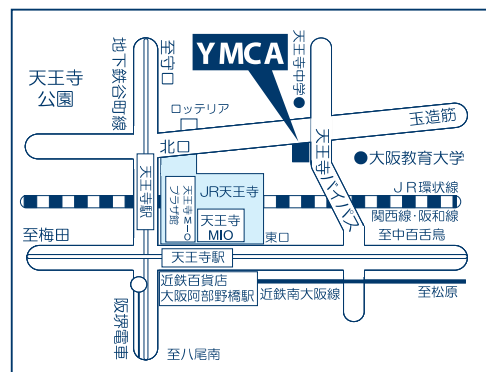 YMCA
地下鉄谷町線
至守口
天王寺中学
天王寺
公園
ロッテリア
玉造筋
北口
天王寺バイパス
大阪教育大学
JR天王寺
JR環状線
天王寺駅
天王寺MIO
プラザ館
天王寺
MIO
関西線・阪和線
至梅田
東口
至中百舌鳥
天王寺駅
近鉄百貨店
大阪阿部野橋駅
近鉄南大阪線
至松原
阪堺電車
至八尾南